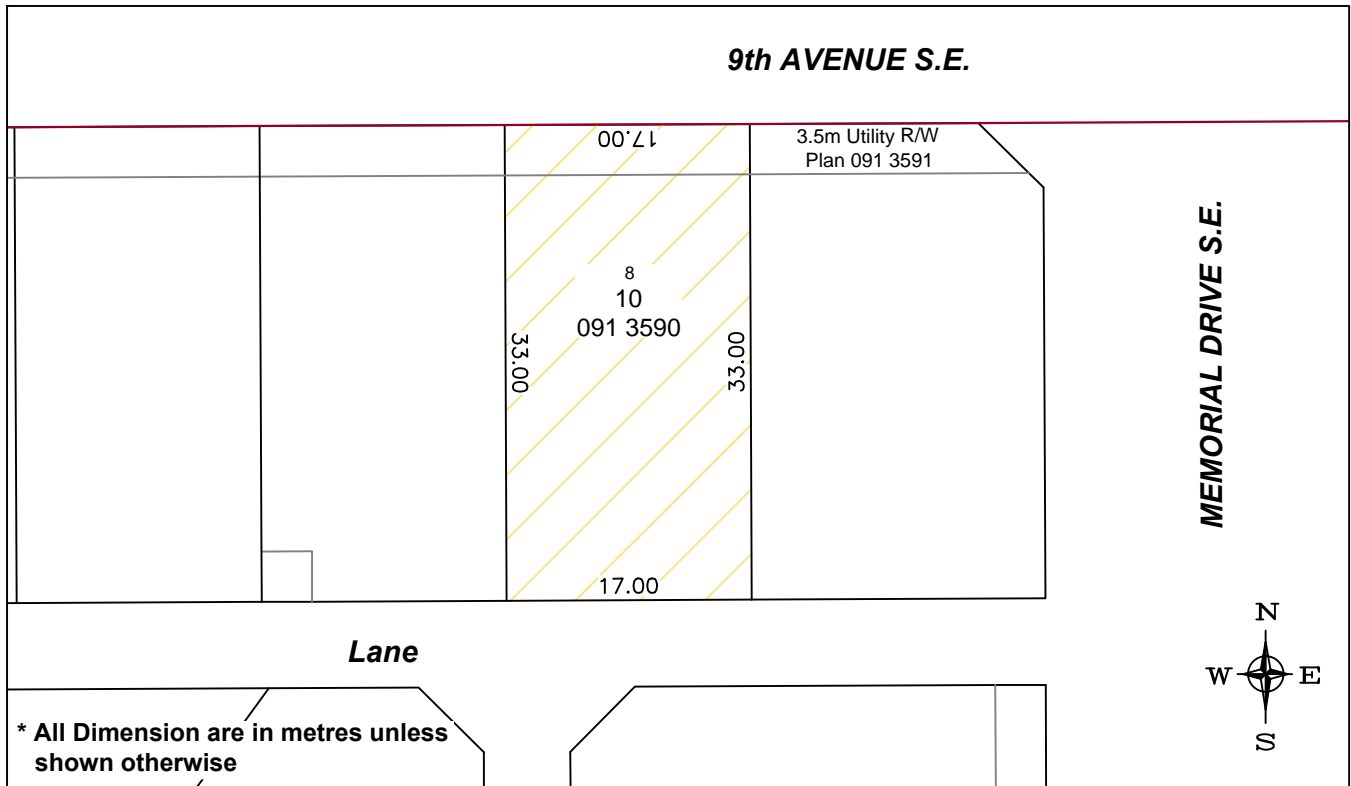 9th AVENUE S.E.
17.00
3.5m Utility R/W
Plan 091 3591
8
10
091 3590
33.00
33.00
MEMORIAL DRIVE S.E.
17.00
Lane
N
W E
S
* All Dimension are in metres unless
shown otherwise